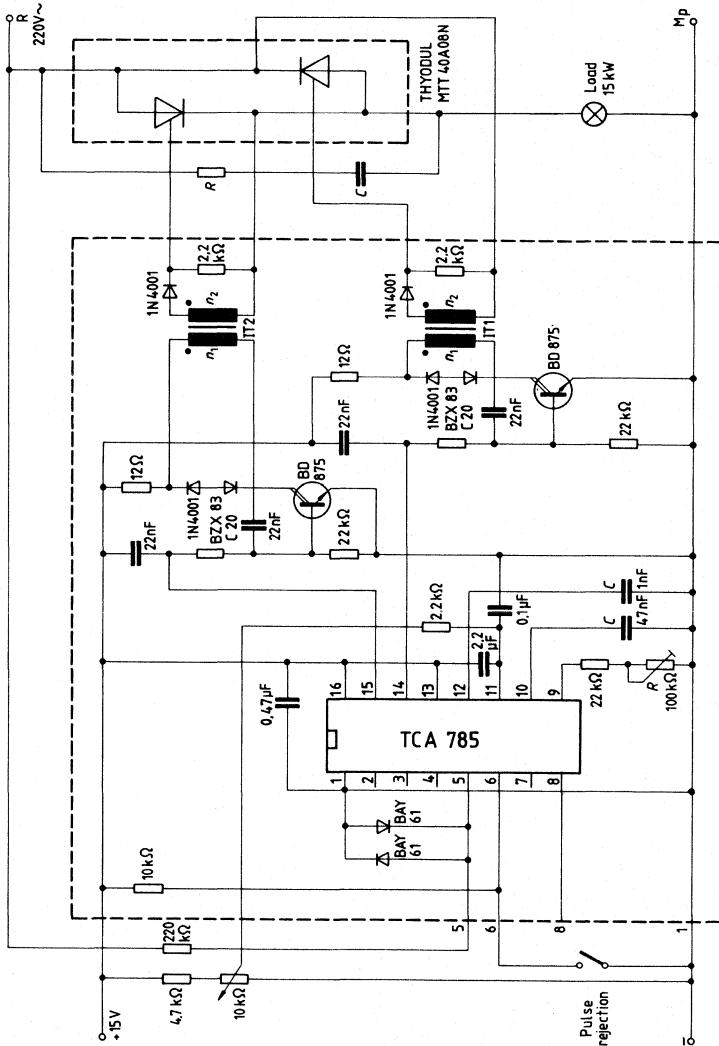 R
220V~
THYODUL
MTT 40A08N
Mp
Load
15 kW
R
C
1N4001
2,2
kΩ
n1
n2
IT2
1N4001
2,2
kΩ
n1
n2
IT1
12Ω
22nF
1N4001
BZX 83
C 20
22nF
BD 875
22kΩ
12Ω
22nF
1N4001
BZX 83
C 20
22nF
BD
875
22kΩ
2.2kΩ
0,47μF
2,2
μF
0.1μF
C
47nF
C
1nF
22 kΩ
R
100kΩ
TCA 785
16
15
14
13
12
11
10
9
1
2
3
4
5
6
7
8
BAY
61
BAY
61
10kΩ
220
kΩ
4.7kΩ
10kΩ
+15V
5
6
8
1
Pulse
rejection